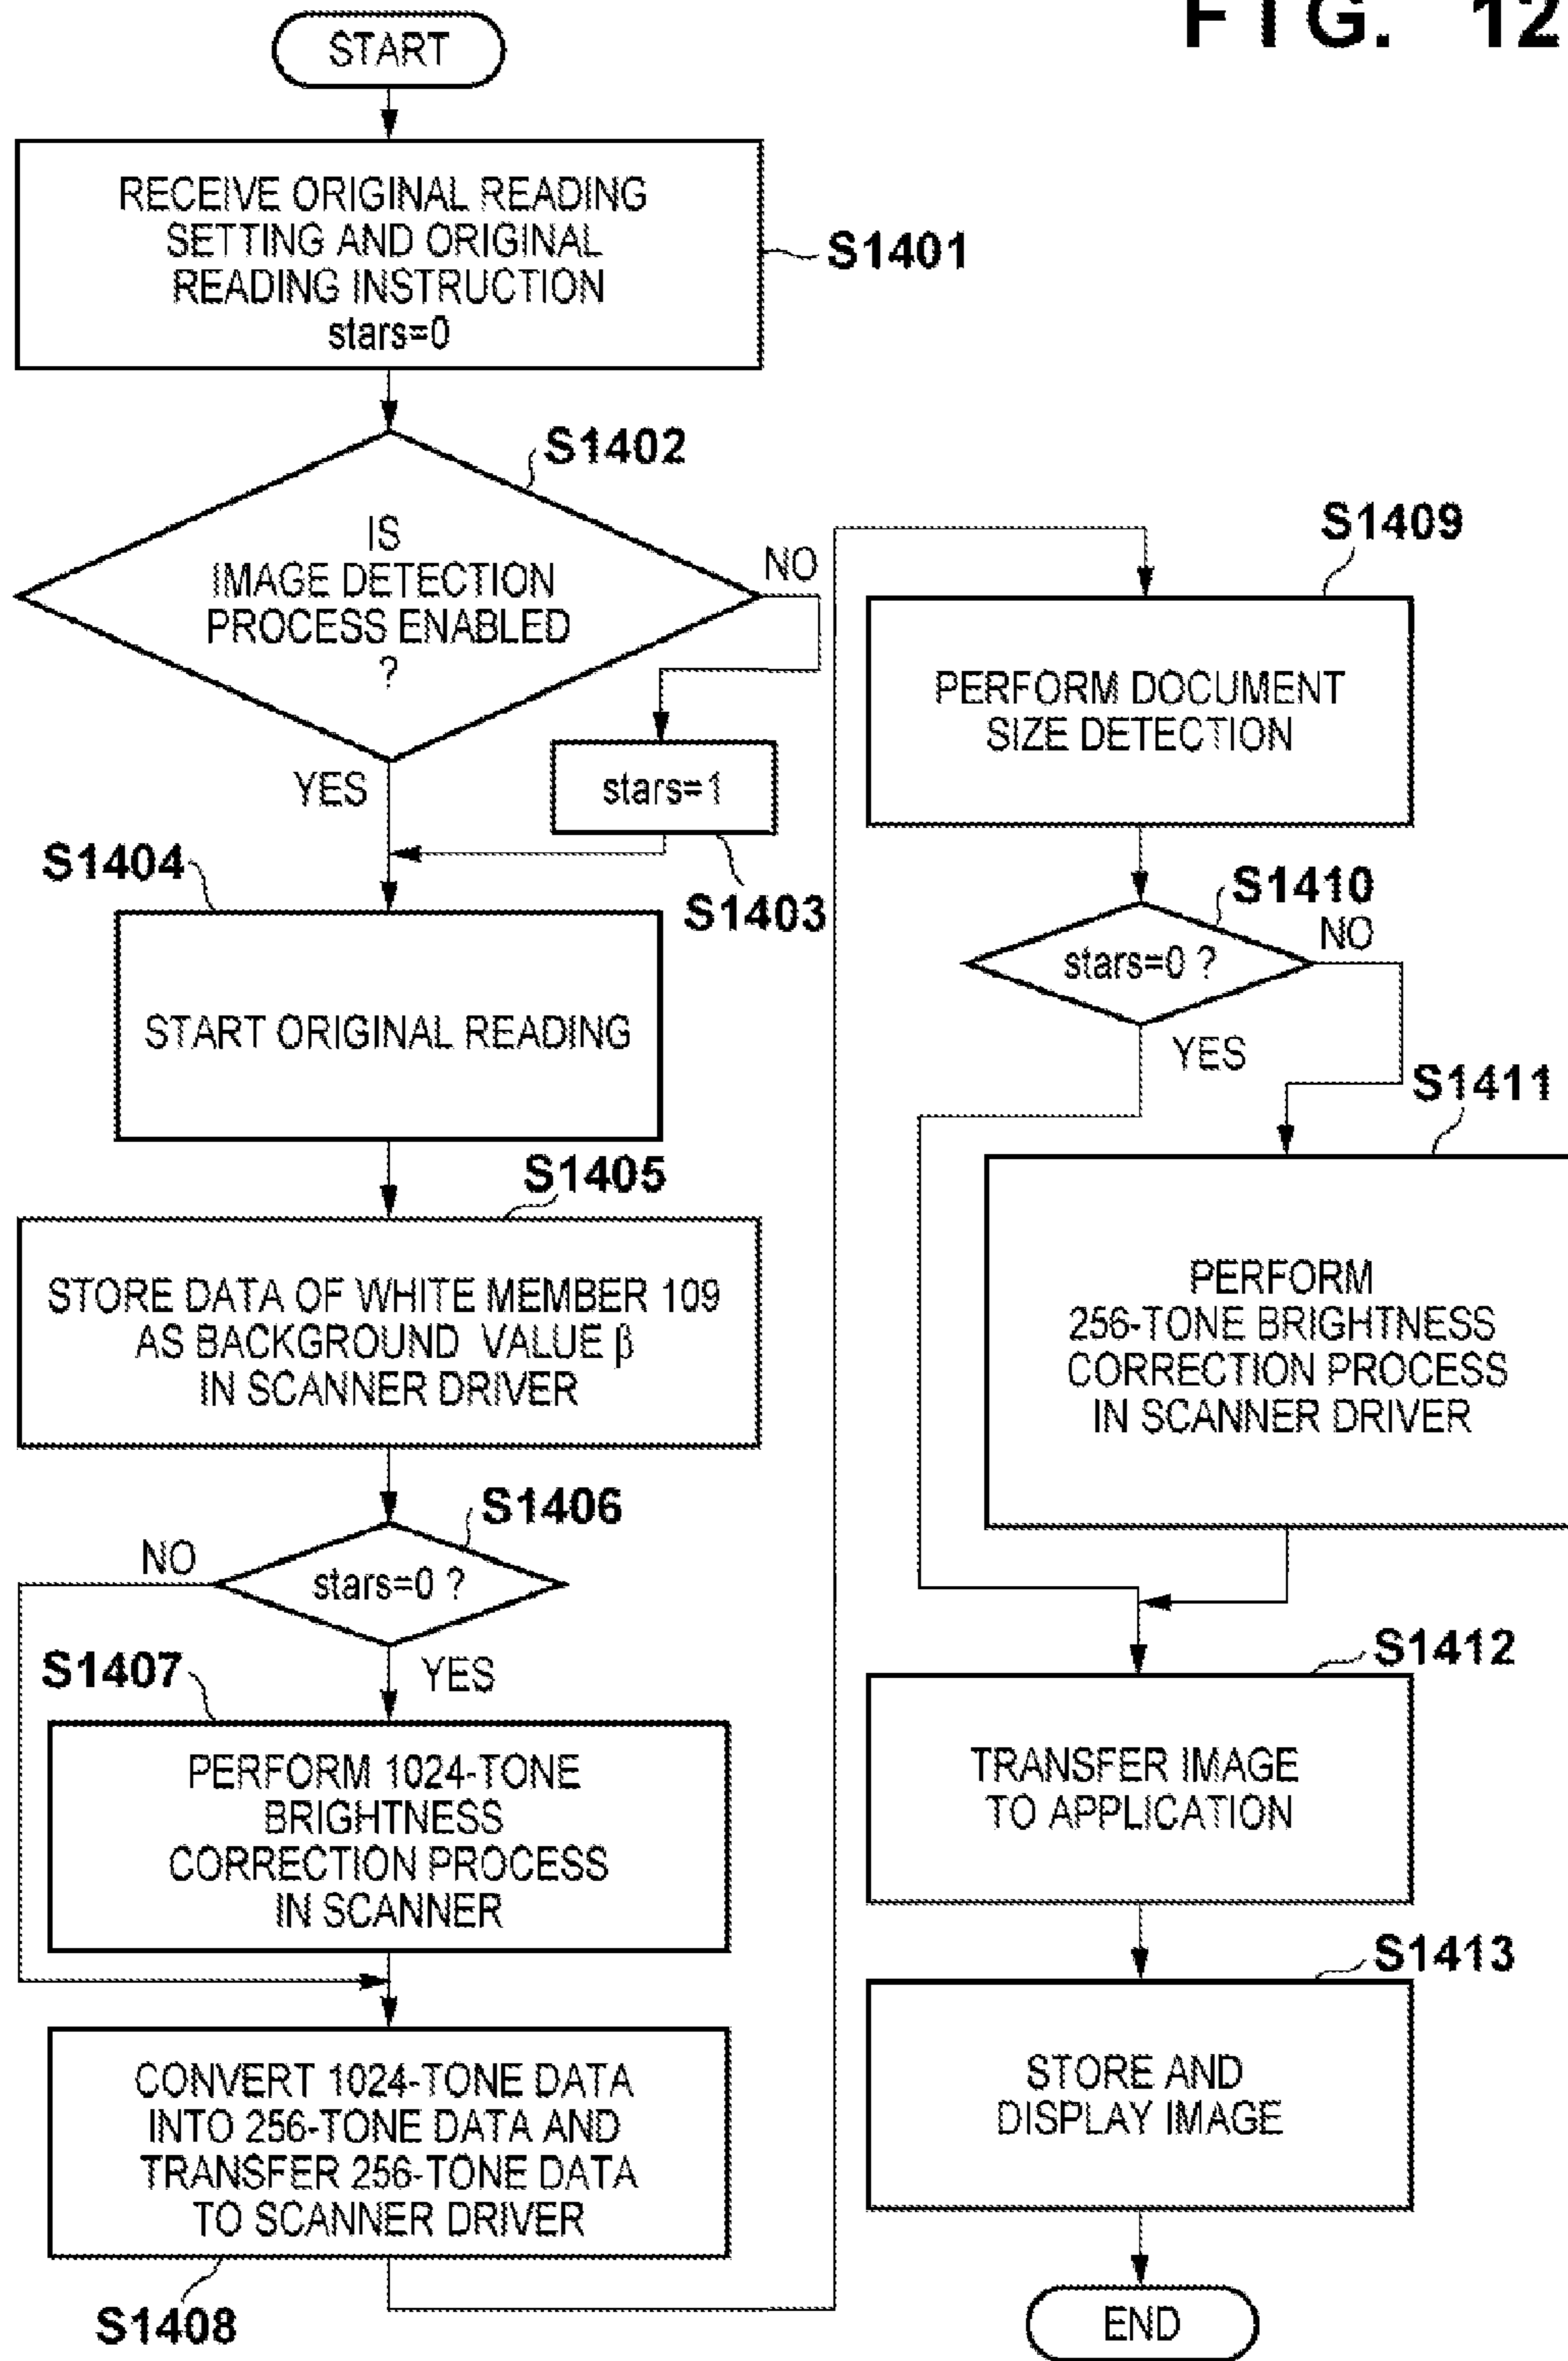 FIG. 12
START
RECEIVE ORIGINAL READING
SETTING AND ORIGINAL
READING INSTRUCTION
stars=0
S1401
S1402
IS
IMAGE DETECTION
PROCESS ENABLED
?
NO
YES
stars=1
S1403
S1404
START ORIGINAL READING
S1405
STORE DATA OF WHITE MEMBER 109
AS BACKGROUND VALUE β
IN SCANNER DRIVER
S1406
NO
stars=0 ?
YES
S1407
PERFORM 1024-TONE
BRIGHTNESS
CORRECTION PROCESS
IN SCANNER
CONVERT 1024-TONE DATA
INTO 256-TONE DATA AND
TRANSFER 256-TONE DATA
TO SCANNER DRIVER
S1408
S1409
PERFORM DOCUMENT
SIZE DETECTION
S1410
NO
stars=0 ?
YES
S1411
PERFORM
256-TONE BRIGHTNESS
CORRECTION PROCESS
IN SCANNER DRIVER
S1412
TRANSFER IMAGE
TO APPLICATION
S1413
STORE AND
DISPLAY IMAGE
END